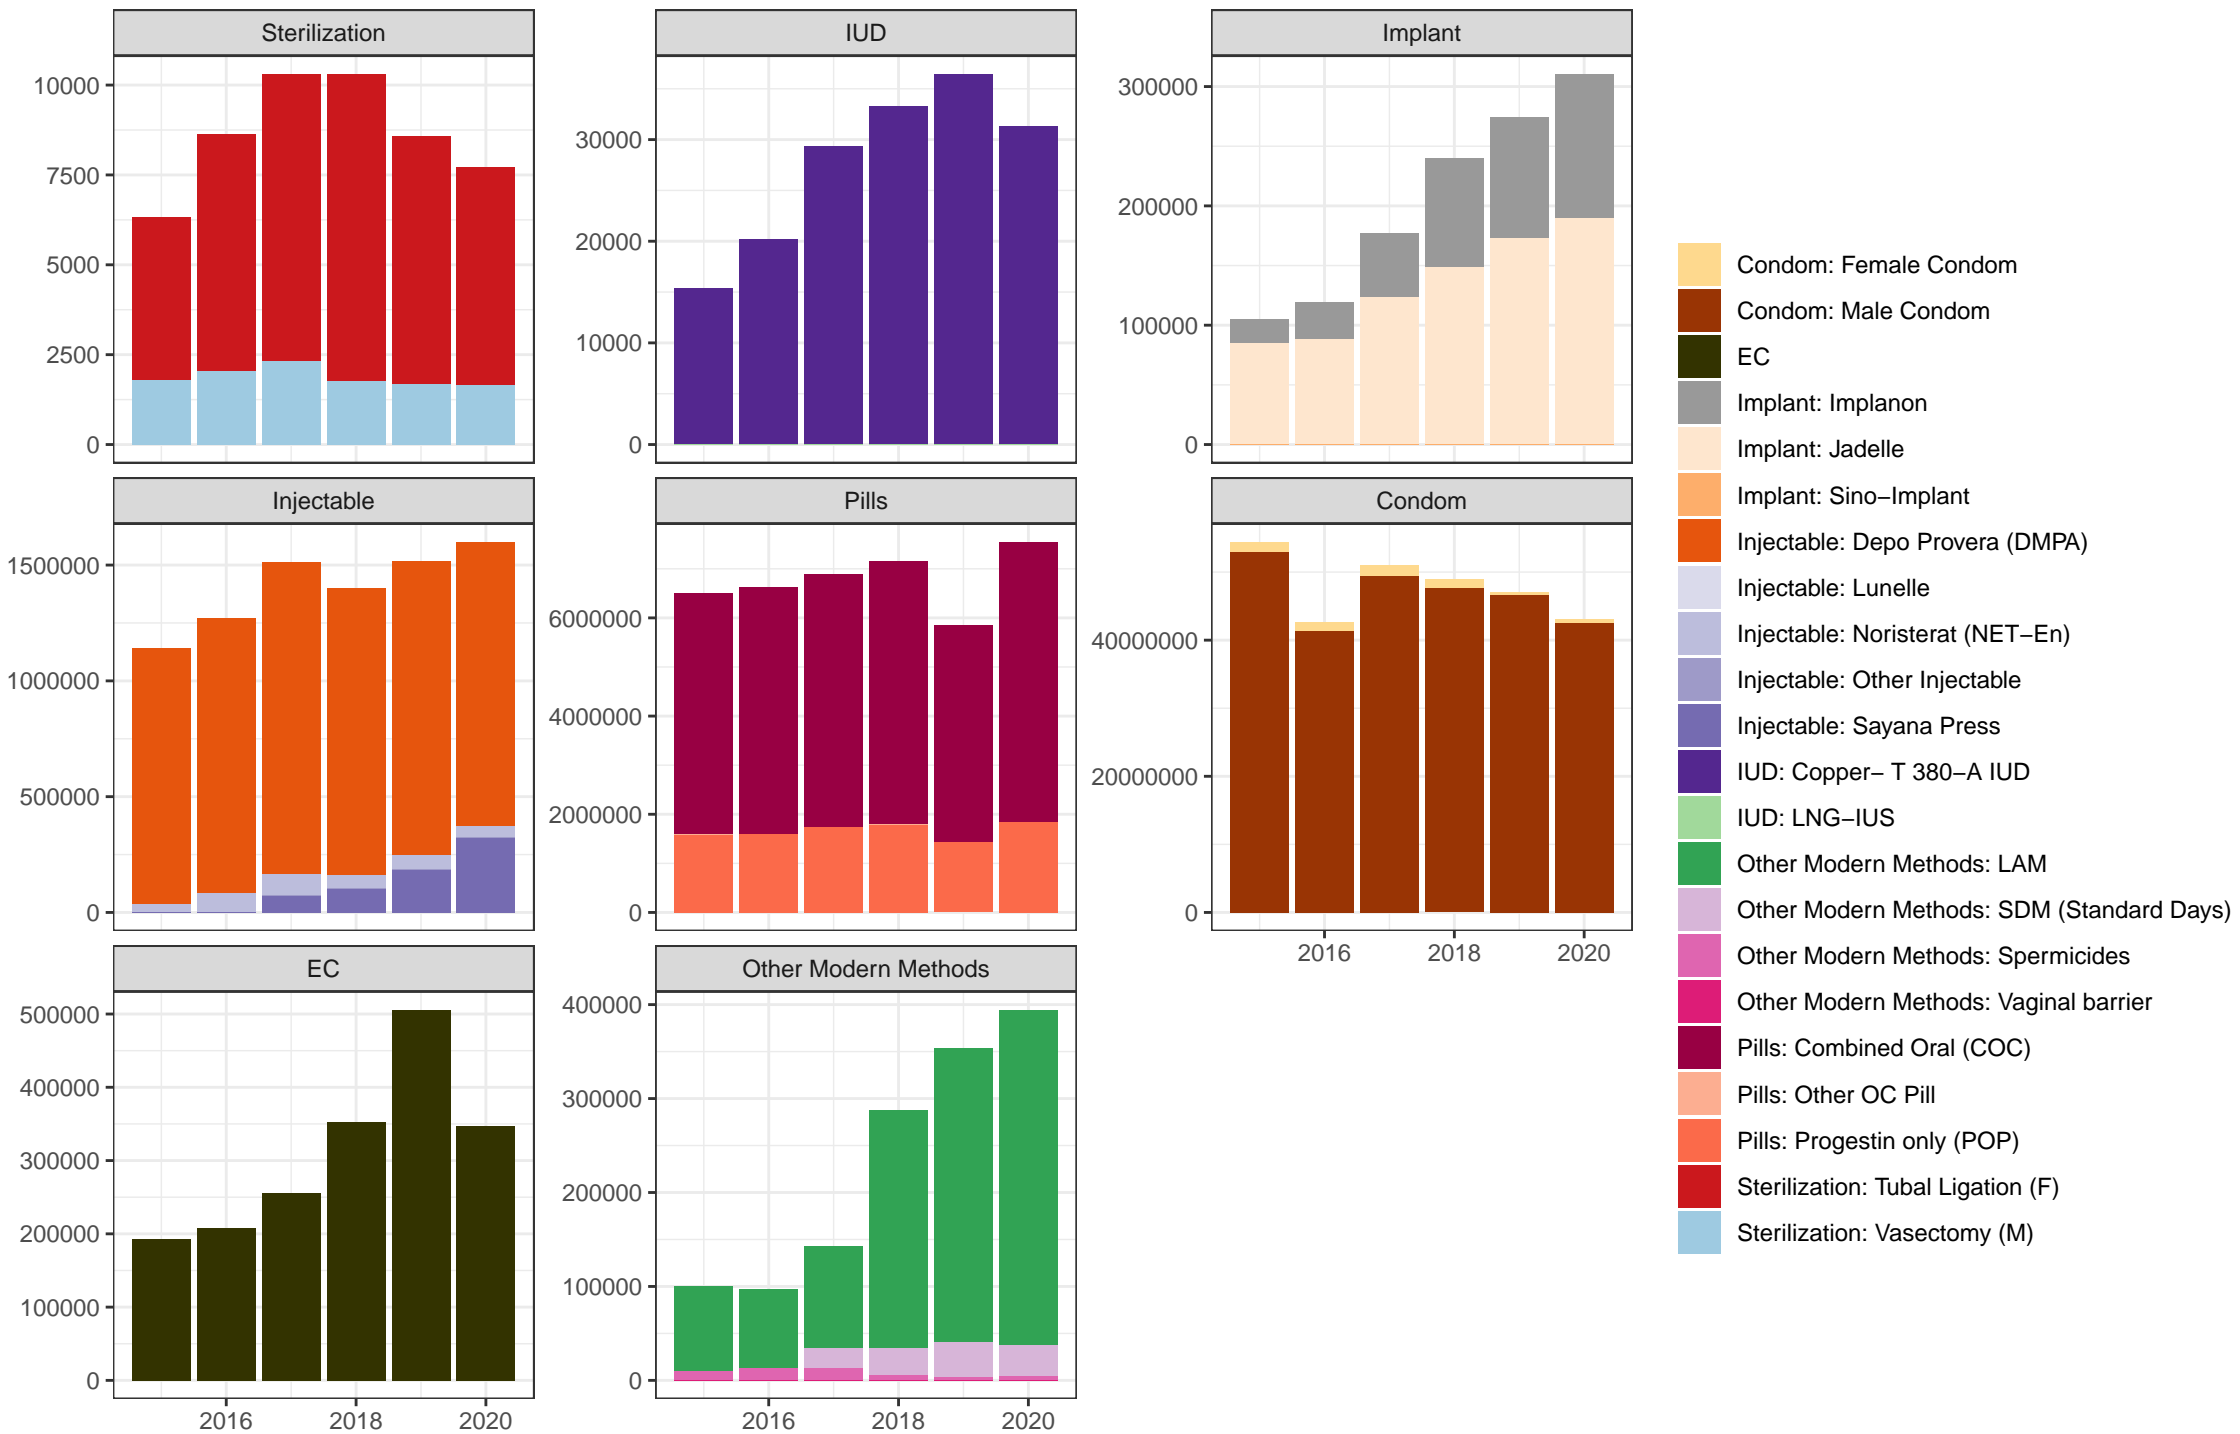 Sterilization
10000
7500
5000
2500
0
IUD
30000
20000
10000
0
Implant
300000
200000
100000
0
Injectable
1500000
1000000
500000
0
Pills
6000000
4000000
2000000
0
Condom
40000000
20000000
0
2016 2018 2020
EC
500000
400000
300000
200000
100000
0
2016 2018 2020
Other Modern Methods
400000
300000
200000
100000
0
2016 2018 2020
Condom: Female Condom
Condom: Male Condom
EC
Implant: Implanon
Implant: Jadelle
Implant: Sino−Implant
Injectable: Depo Provera (DMPA)
Injectable: Lunelle
Injectable: Noristerat (NET−En)
Injectable: Other Injectable
Injectable: Sayana Press
IUD: Copper− T 380−A IUD
IUD: LNG−IUS
Other Modern Methods: LAM
Other Modern Methods: SDM (Standard Days)
Other Modern Methods: Spermicides
Other Modern Methods: Vaginal barrier
Pills: Combined Oral (COC)
Pills: Other OC Pill
Pills: Progestin only (POP)
Sterilization: Tubal Ligation (F)
Sterilization: Vasectomy (M)